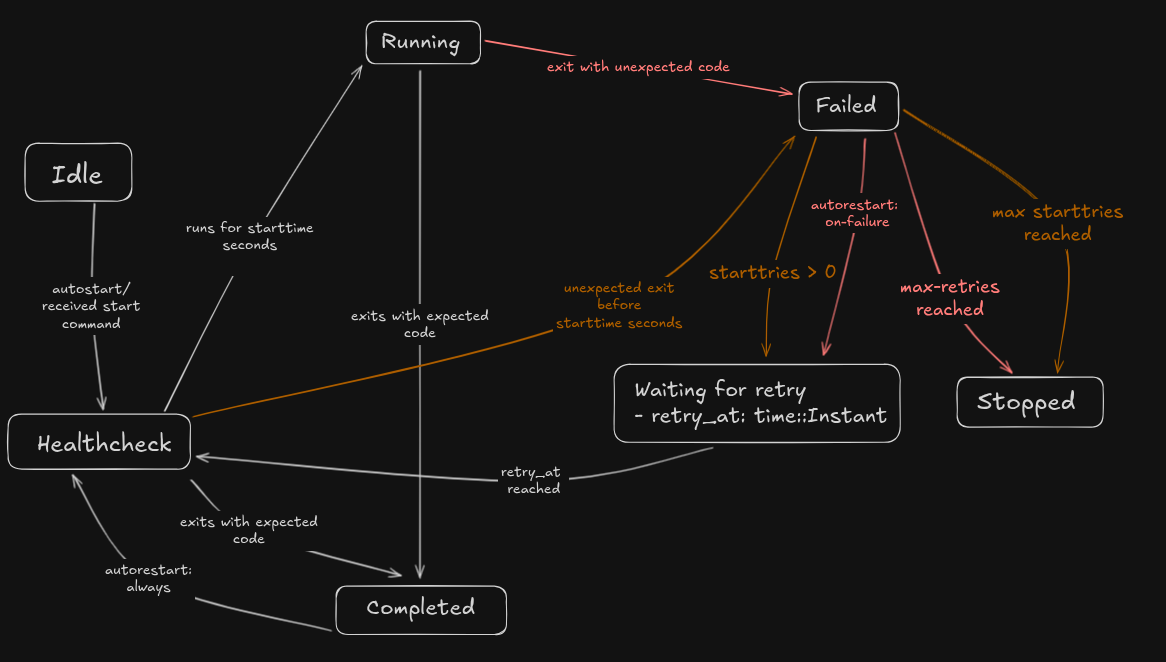 Running
exit with unexpected code
Failed
Idle
runs for starttime
seconds
autorestart:
on-failure
max starttries
reached
starttries > 0
autostart/
received start
command
unexpected exit
before
starttime seconds
max-retries
reached
exits with expected
code
Waiting for retry
- retry_at: time::Instant
Stopped
Healthcheck
retry_at
reached
exits with expected
code
autorestart:
always
Completed